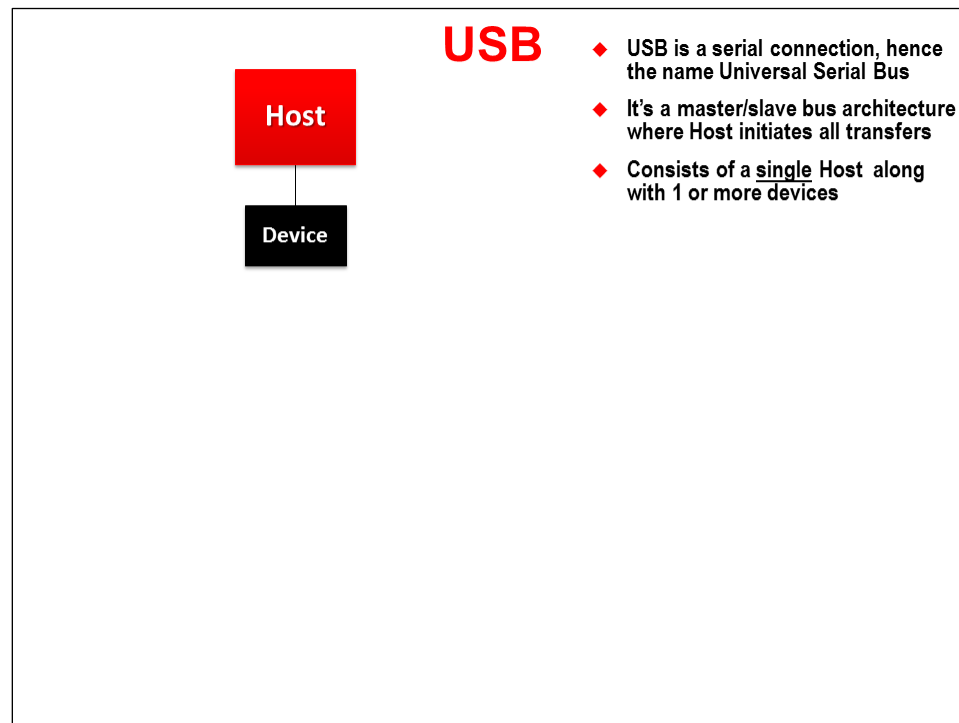 USB
Host
Device
◆ USB is a serial connection, hence
the name Universal Serial Bus
◆ It’s a master/slave bus architecture
where Host initiates all transfers
◆ Consists of a single Host along
with 1 or more devices